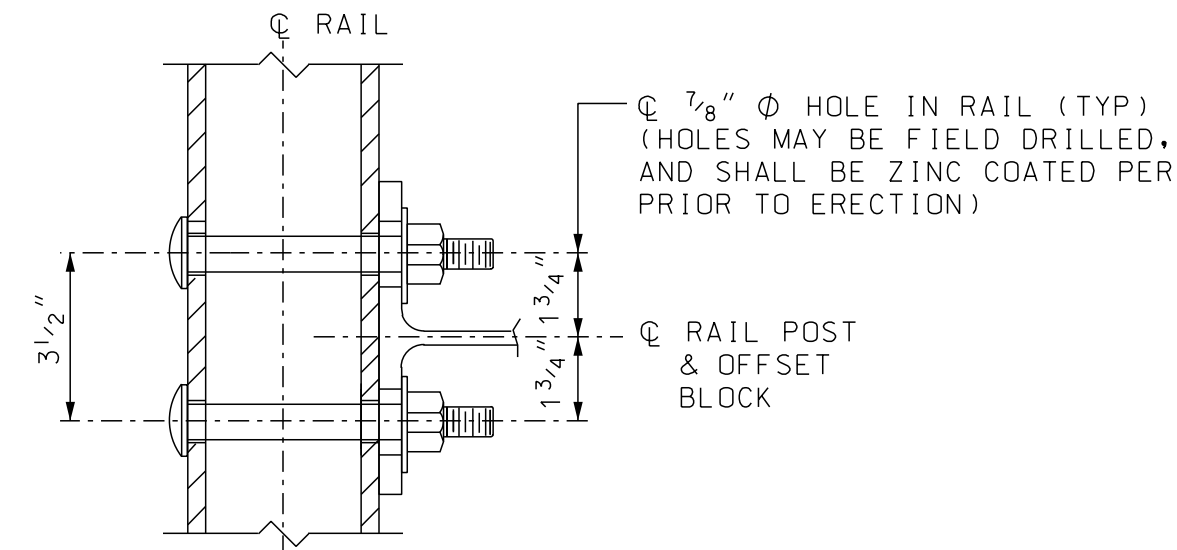 ℄ RAIL
℄ 7/8" Ø HOLE IN RAIL (TYP)
(HOLES MAY BE FIELD DRILLED,
AND SHALL BE ZINC COATED PER
PRIOR TO ERECTION)
3 1/2"
1 3/4"
1 3/4"
℄ RAIL POST
& OFFSET
BLOCK